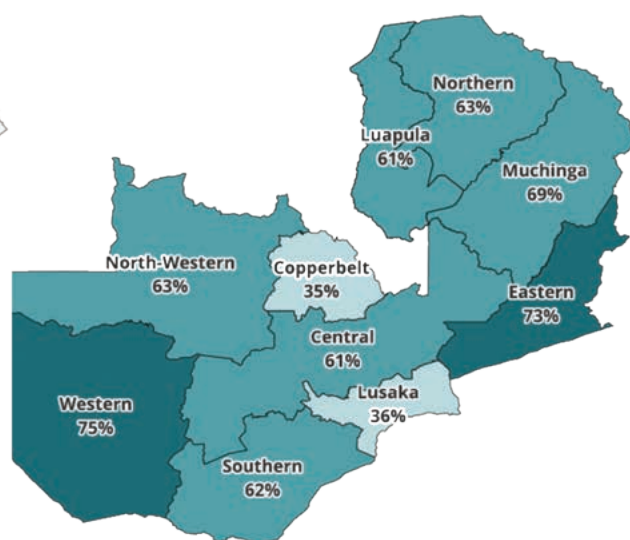 Northern
63%
Luapula
61%
Muchinga
69%
North-Western
63%
Copperbelt
35%
Eastern
73%
Central
61%
Lusaka
36%
Western
75%
Southern
62%